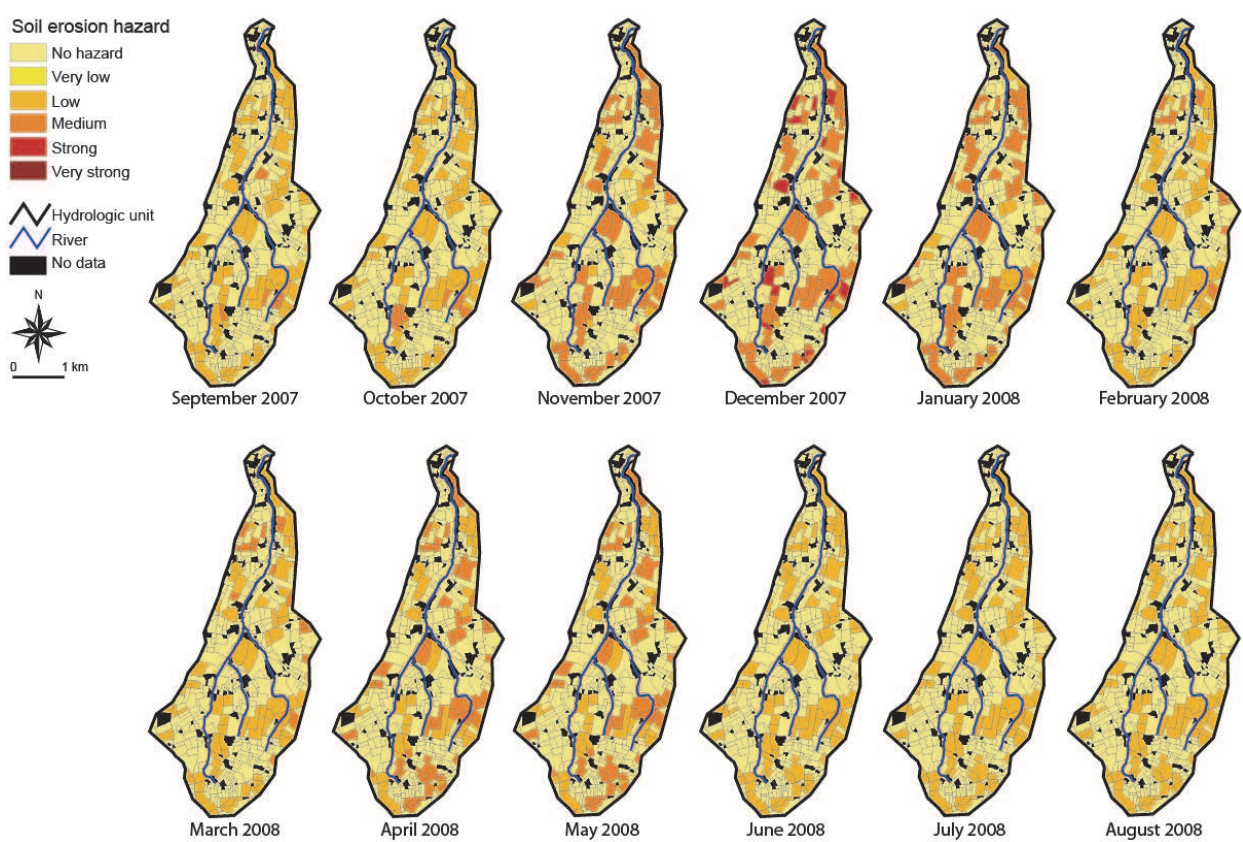 Soil erosion hazard
No hazard
Very low
Low
Medium
Strong
Very strong
Hydrologic unit
River
No data
N
0 1 km
September 2007 October 2007 November 2007 December 2007 January 2008 February 2008
March 2008 April 2008 May 2008 June 2008 July 2008 August 2008